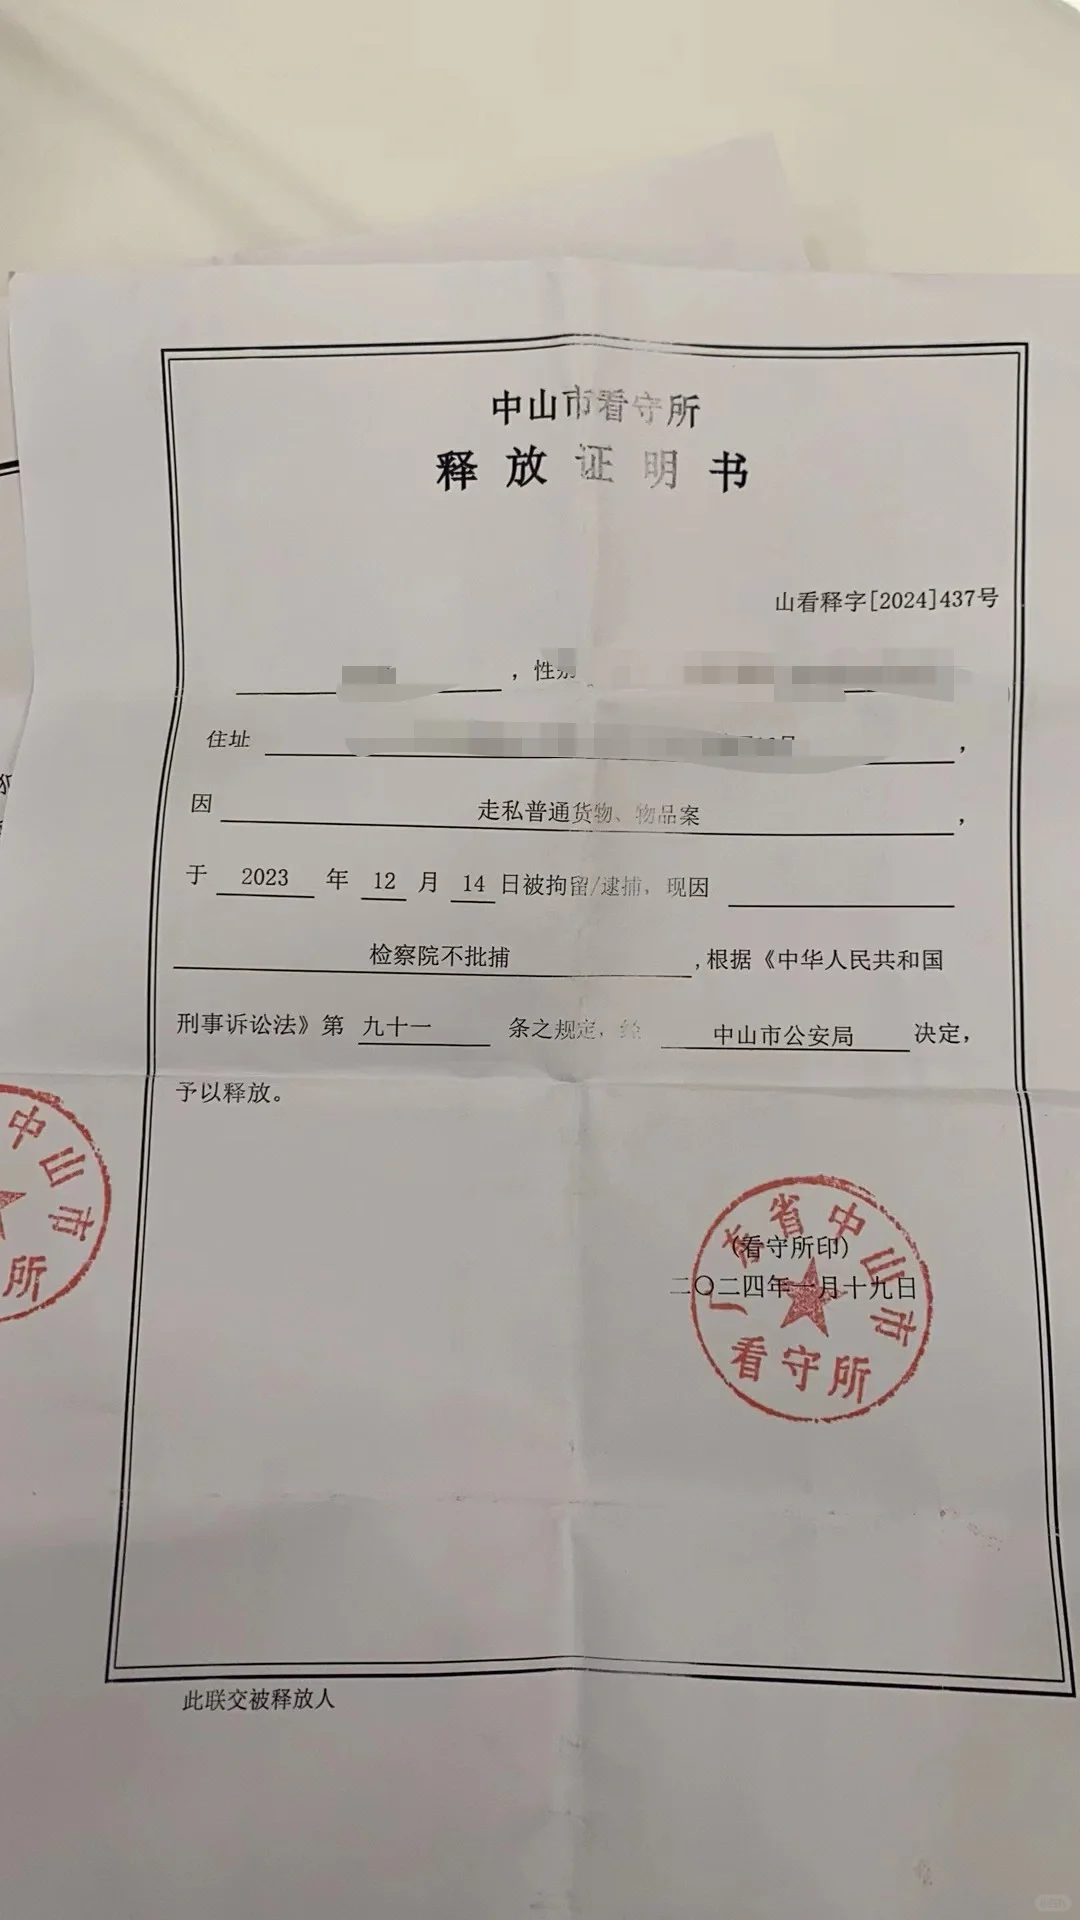 中山市看守所
释放证明书
山看释字[2024]437号
，性别
住址 ，
因 走私普通货物、物品案 ，
于 2023 年 12 月 14 日被拘留/逮捕，现因
检察院不批捕 ,根据《中华人民共和国
刑事诉讼法》第 九十一 条之规定，经 中山市公安局 决定，
予以释放。
广东省中山市
(看守所印)
二〇二四年一月十九日
看守所
中山市
所
此联交被释放人